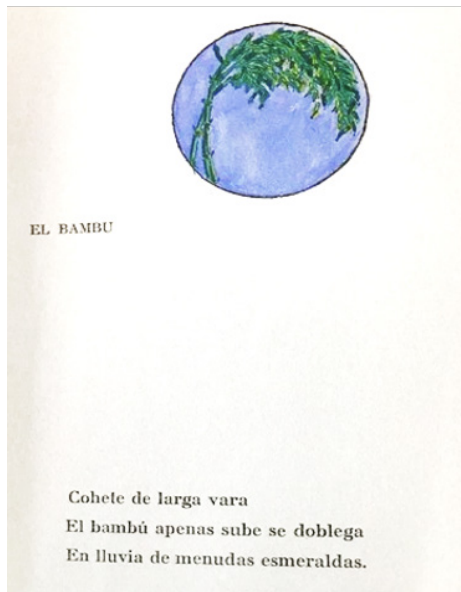 EL BAMBU
Cohete de larga vara
El bambú apenas sube se doblega
En lluvia de menudas esmeraldas.